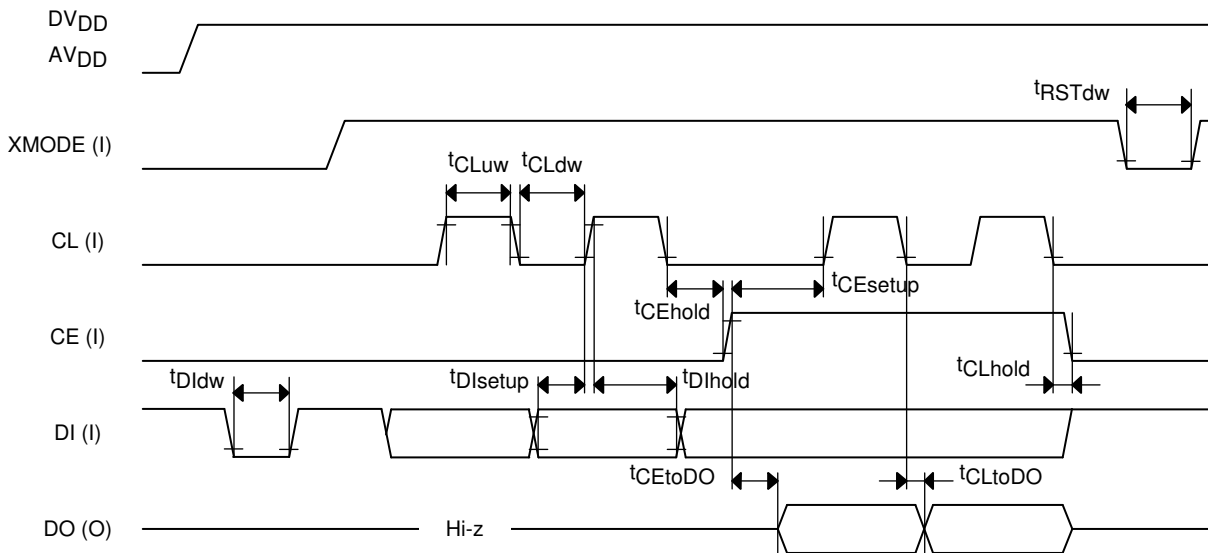 DVDD
AVDD
tRSTdw
XMODE (I)
tCLuw tCLdw
CL (I)
tCEsetup
tCEhold
CE (I)
tCLhold
tDIdw tDIsetup tDIhold
DI (I)
tCEtoDO tCLtoDO
DO (O) Hi-z